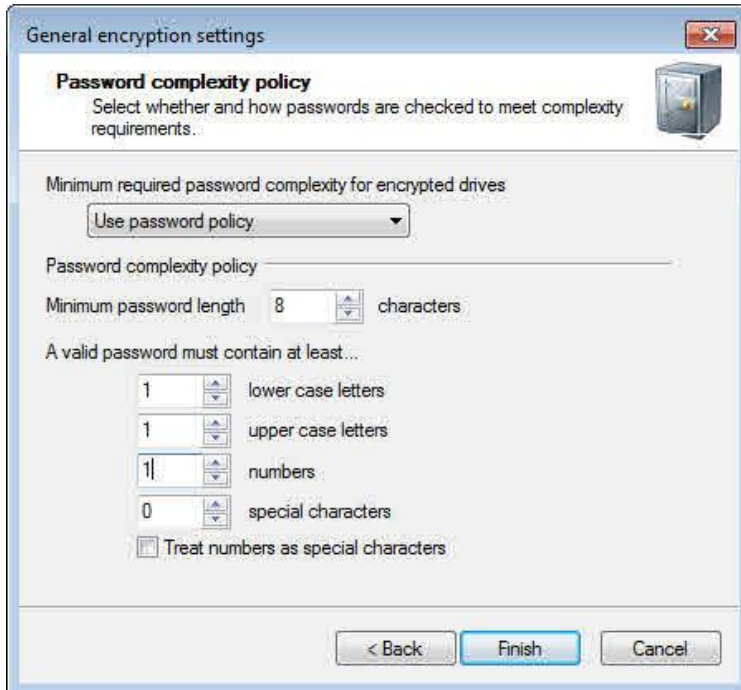 General encryption settings
Password complexity policy
Select whether and how passwords are checked to meet complexity
requirements.
Minimum required password complexity for encrypted drives
Use password policy
Password complexity policy
Minimum password length 8 characters
A valid password must contain at least...
1 lower case letters
1 upper case letters
1 numbers
0 special characters
Treat numbers as special characters
< Back Finish Cancel